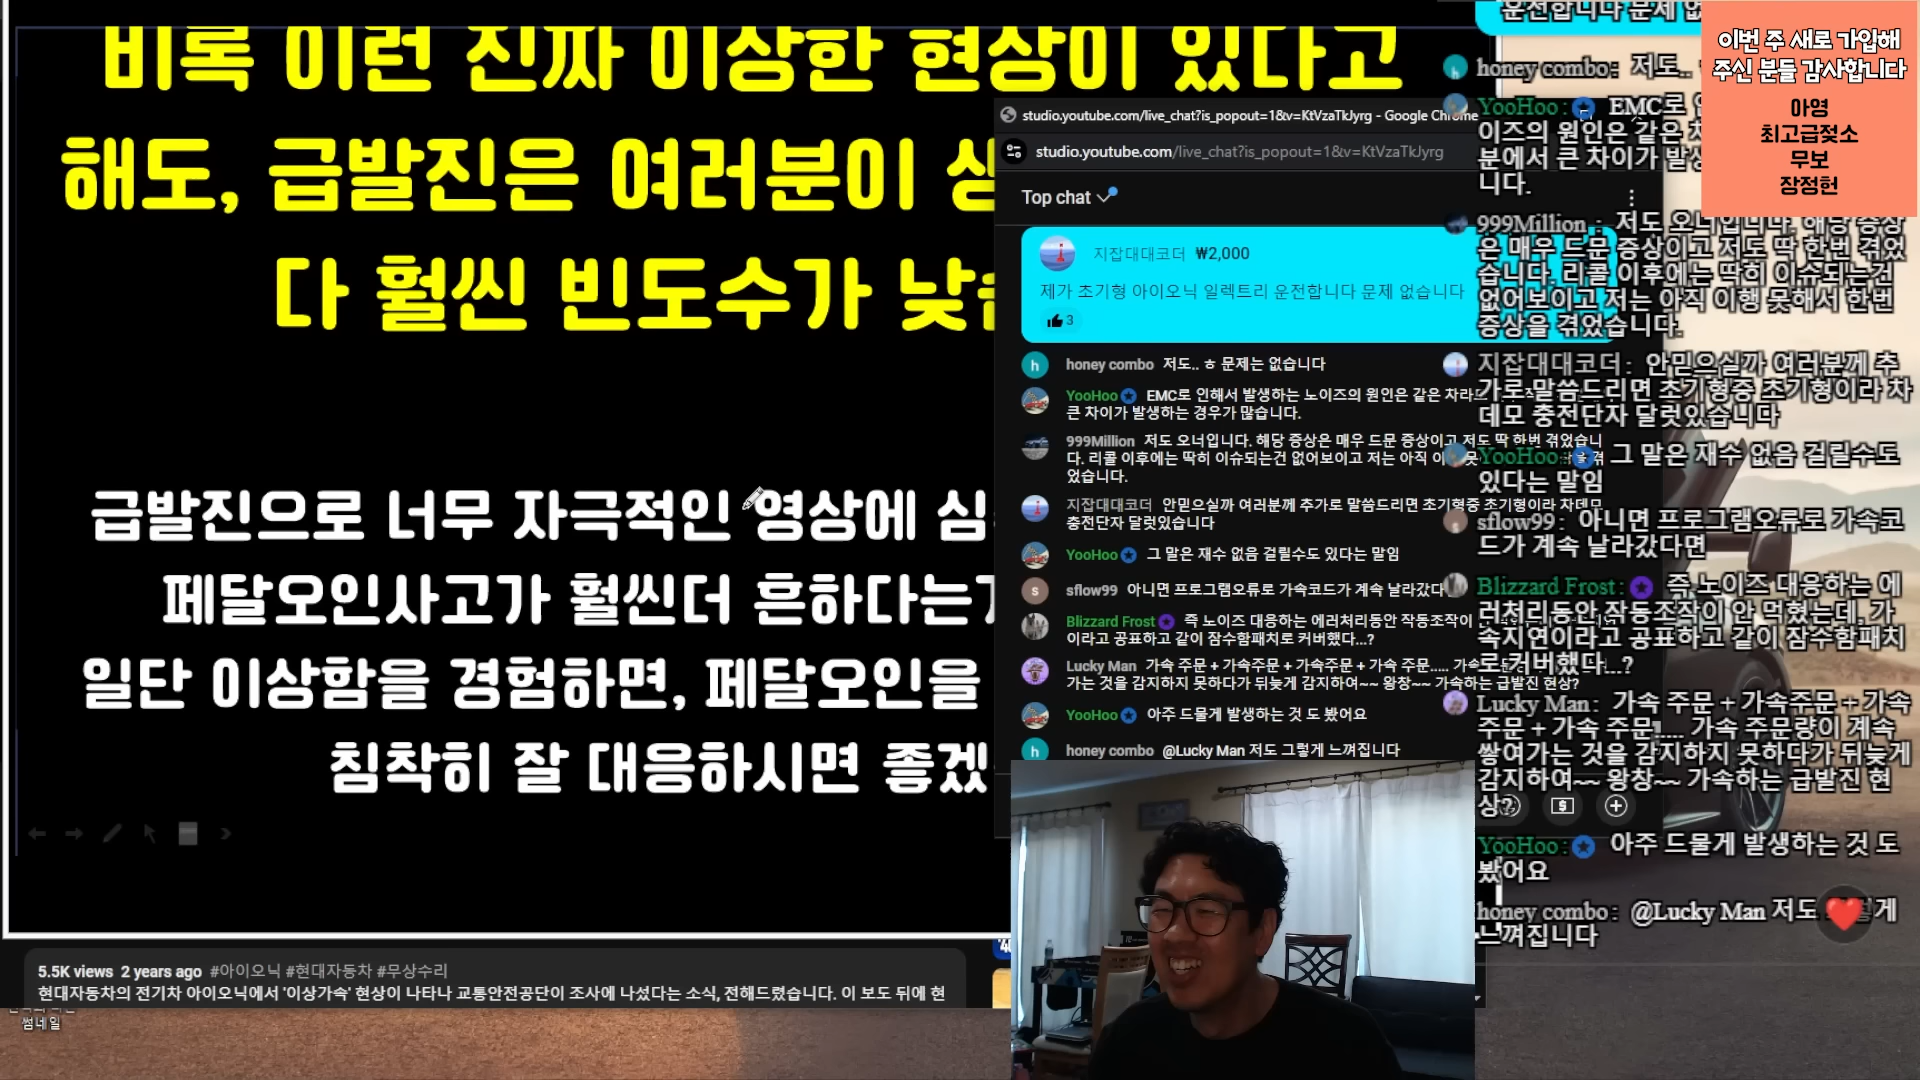 비록 이런 진짜 이상한 현상이 있다고
해도, 급발진은 여러분이
다 훨씬 빈도수가
급발진으로 너무 자극적인 영상에
페달오인사고가 훨씬더 흔하다는
일단 이상함을 경험하면, 페달오인을
침착히 잘 대응하시면
5.5K views 2 years ago #아이오닉 #현대자동차 #무상수리
현대자동차의 전기차 아이오닉에서 '이상가속' 현상이 나타나 교통안전공단이 조사에 나섰다는 소식, 전해드렸습니다. 이 보도 뒤에 현
썸네일
studio.youtube.com/live_chat?is_popout=1&v=KtVzaTkJyrg - Google Chrome
studio.youtube.com/live_chat?is_popout=1&v=KtVzaTkJyrg
Top chat
지잡대대코더 ₩2,000
제가 초기형 아이오닉 일렉트리 운전합니다 문제 없습니다
3
honey combo 저도.. ㅎ 문제는 없습니다
YooHoo EMC로 인해서 발생하는 노이즈의 원인은 같은
큰 차이가 발생하는 경우가 많습니다.
999Million 저도 오너입니다. 해당 증상은 매우 드문 증상이고 저도 딱 한번 겪었습니
다. 리콜 이후에는 딱히 이슈되는건 없어보이고 저는 아직
었습니다.
지잡대대코더 안믿으실까 여러분께 추가로 말씀드리면 초기형중 초기형이라 차데모
충전단자 달럿있습니다
YooHoo 그 말은 재수 없음 걸릴수도 있다는 말임
sflow99 아니면 프로그램오류로 가속코드가 계속 날라갔다
Blizzard Frost 즉 노이즈 대응하는 에러처리동안 작동조작이
이라고 공표하고 같이 잠수함패치로 커버했다...?
Lucky Man 가속 주문 + 가속주문 + 가속주문 + 가속 주문.....
가는 것을 감지하지 못하다가 뒤늦게 감지하여~~ 왕창~~ 가속하는 급발진 현상?
YooHoo 아주 드물게 발생하는 것 도 봤어요
honey combo @Lucky Man 저도 그렇게 느껴집니다
운전합니다 문제
honey combo: 저도..
YooHoo: EMC로
이즈의 원인은 같은
분에서 큰 차이가
니다.
999Million: 저도 오너입니다. 해당 증상
은 매우 드문 증상이고 저도 딱 한번 겪었
습니다. 리콜 이후에는 딱히 이슈되는건
없어보이고 저는 아직 이행 못해서 한번
증상을 겪었습니다.
지잡대대코더: 안믿으실까 여러분께 추
가로 말씀드리면 초기형중 초기형이라 차
데모 충전단자 달럿있습니다
YooHoo: 그 말은 재수 없음 걸릴수도
있다는 말임
sflow99: 아니면 프로그램오류로 가속코
드가 계속 날라갔다면
Blizzard Frost: 즉 노이즈 대응하는 에
러처리동안 작동조작이 안 먹혔는데, 가
속지연이라고 공표하고 같이 잠수함패치
로 커버했다...?
Lucky Man: 가속 주문 + 가속주문 + 가속
주문 + 가속 주문..... 가속 주문량이 계속
쌓여가는 것을 감지하지 못하다가 뒤늦게
감지하여~~ 왕창~~ 가속하는 급발진 현
상?
YooHoo: 아주 드물게 발생하는 것 도
봤어요
honey combo: @Lucky Man 저도
느껴집니다
이번 주 새로 가입해
주신 분들 감사합니다
아영
최고급젖소
무보
장정헌